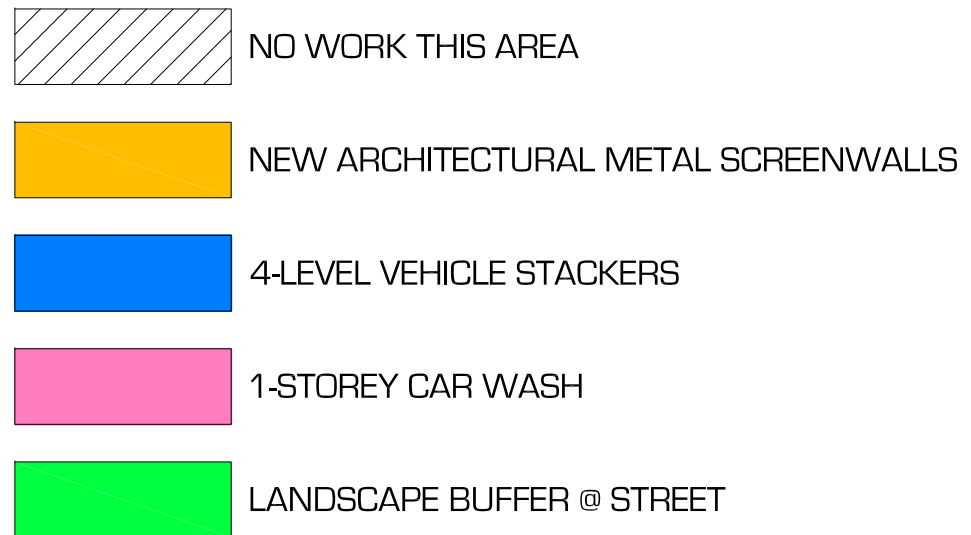 NO WORK THIS AREA
NEW ARCHITECTURAL METAL SCREENWALLS
4-LEVEL VEHICLE STACKERS
1-STOREY CAR WASH
LANDSCAPE BUFFER @ STREET